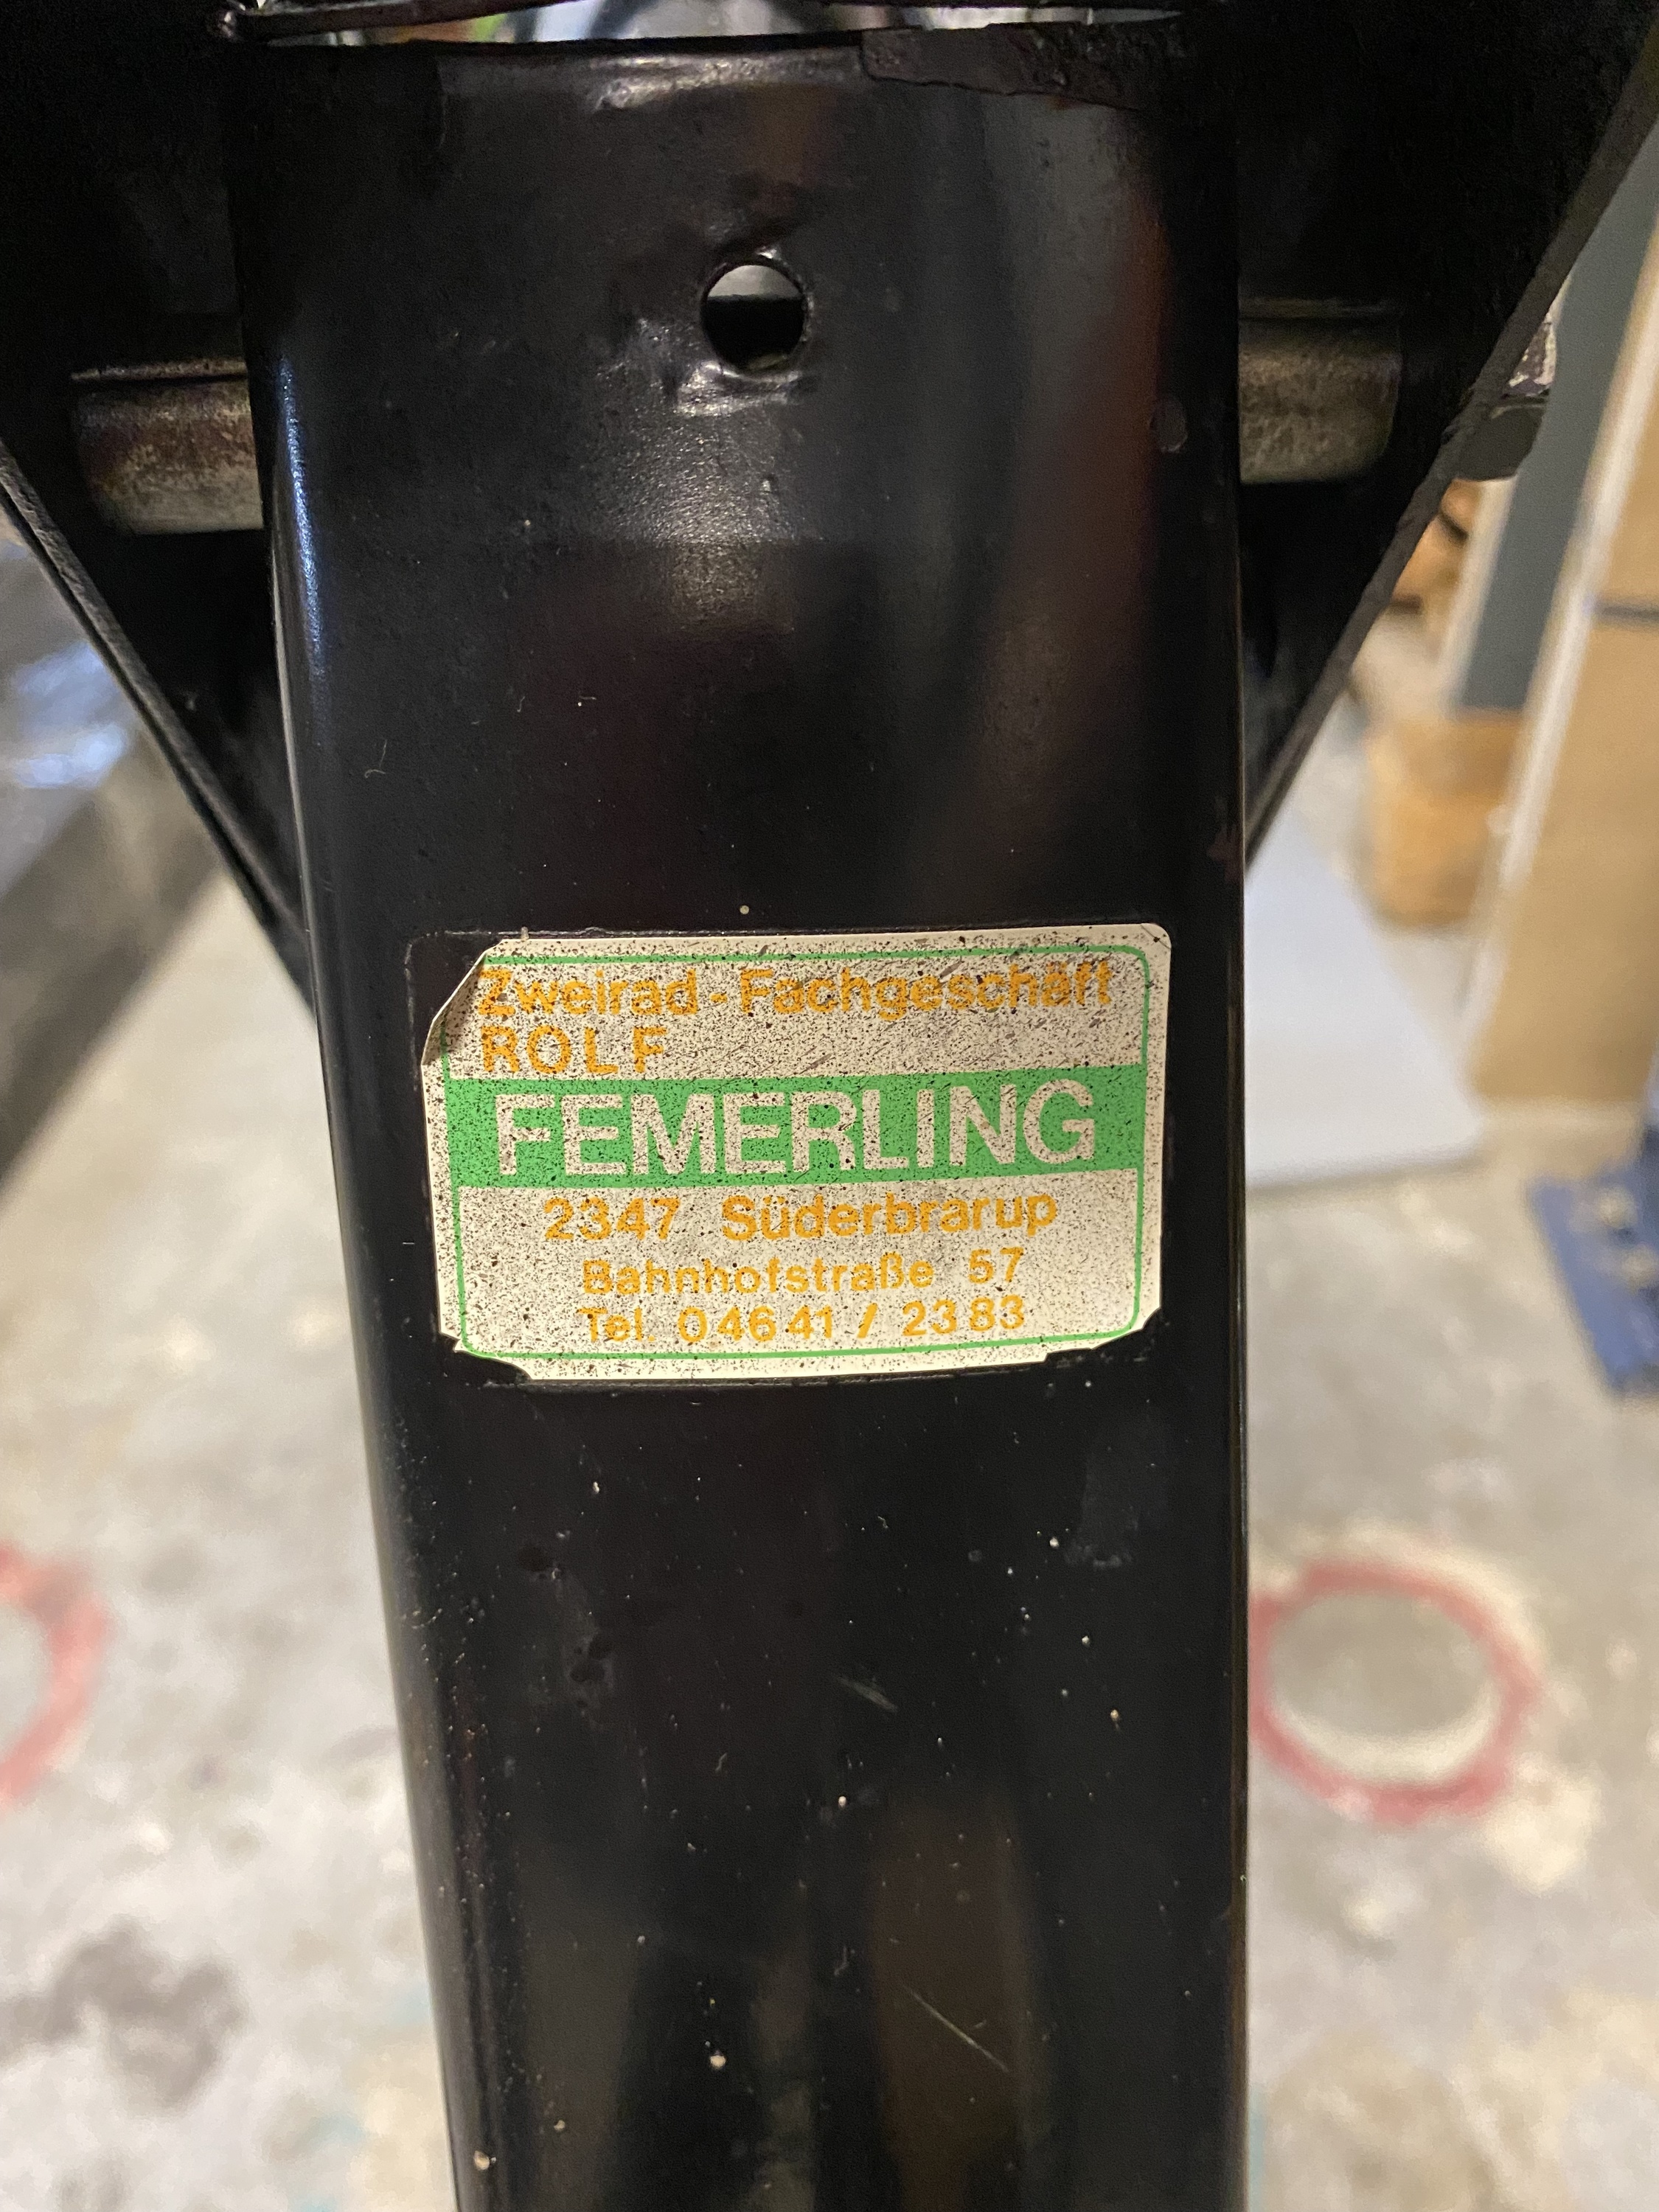 Zweirad-Fachgeschäft
ROLF
FEMERLING
2347 Süderbrarup
Bahnhofstraße 57
Tel. 04641 / 2383